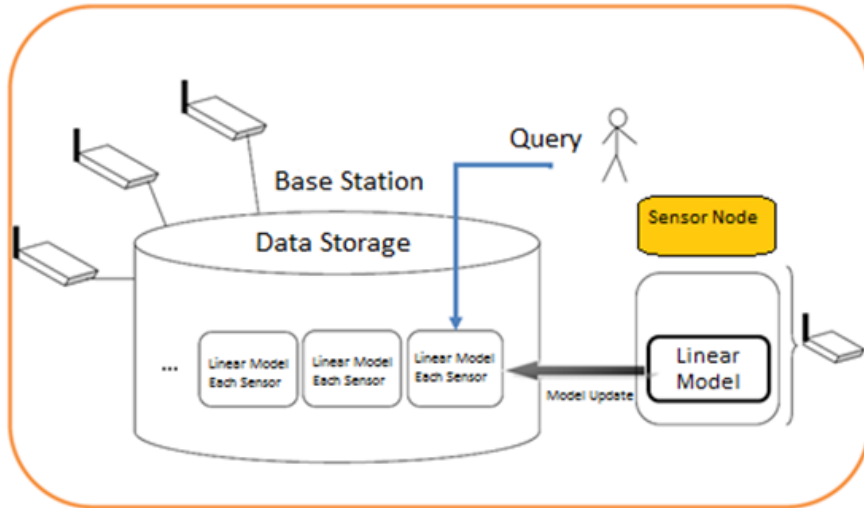 Query
Base Station
Sensor Node
Data Storage
...
Linear Model
Each Sensor
Linear Model
Each Sensor
Linear Model
Each Sensor
Model Update
Linear
Model